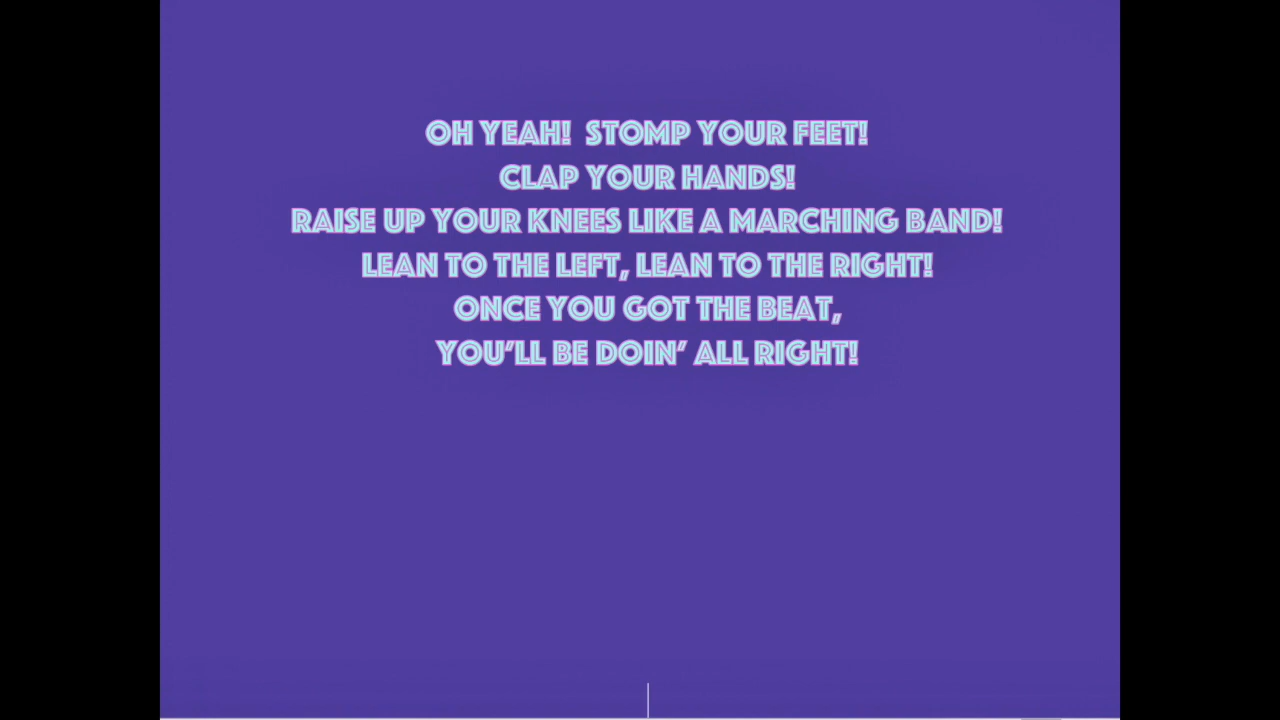 OH YEAH!  STOMP YOUR FEET!
CLAP YOUR HANDS!
RAISE UP YOUR KNEES LIKE A MARCHING BAND!
LEAN TO THE LEFT, LEAN TO THE RIGHT!
ONCE YOU GOT THE BEAT,
YOU'LL BE DOIN' ALL RIGHT!